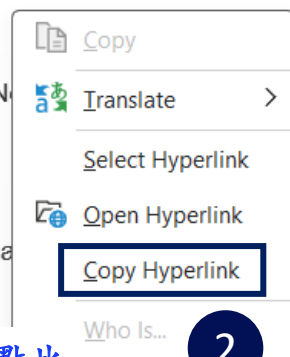 Copy
Translate
Select Hyperlink
Open Hyperlink
Copy Hyperlink
Who Is...
2